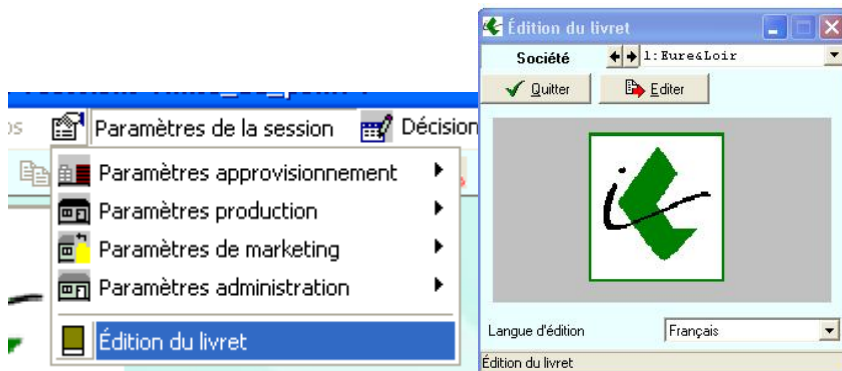 Paramètres de la session
Décision
Paramètres approvisionnement
Paramètres production
Paramètres de marketing
Paramètres administration
Édition du livret
Édition du livret
Société 1:Eure&Loir
Quitter Editer
Langue d'édition Français
Édition du livret